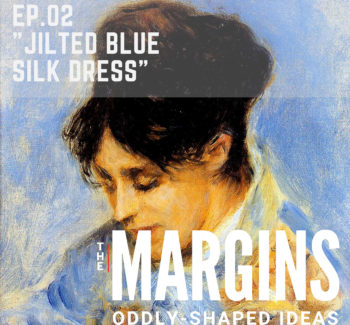 EP.02
"JILTED BLUE
SILK DRESS"
THE
MARGINS
ODDLY-SHAPED IDEAS